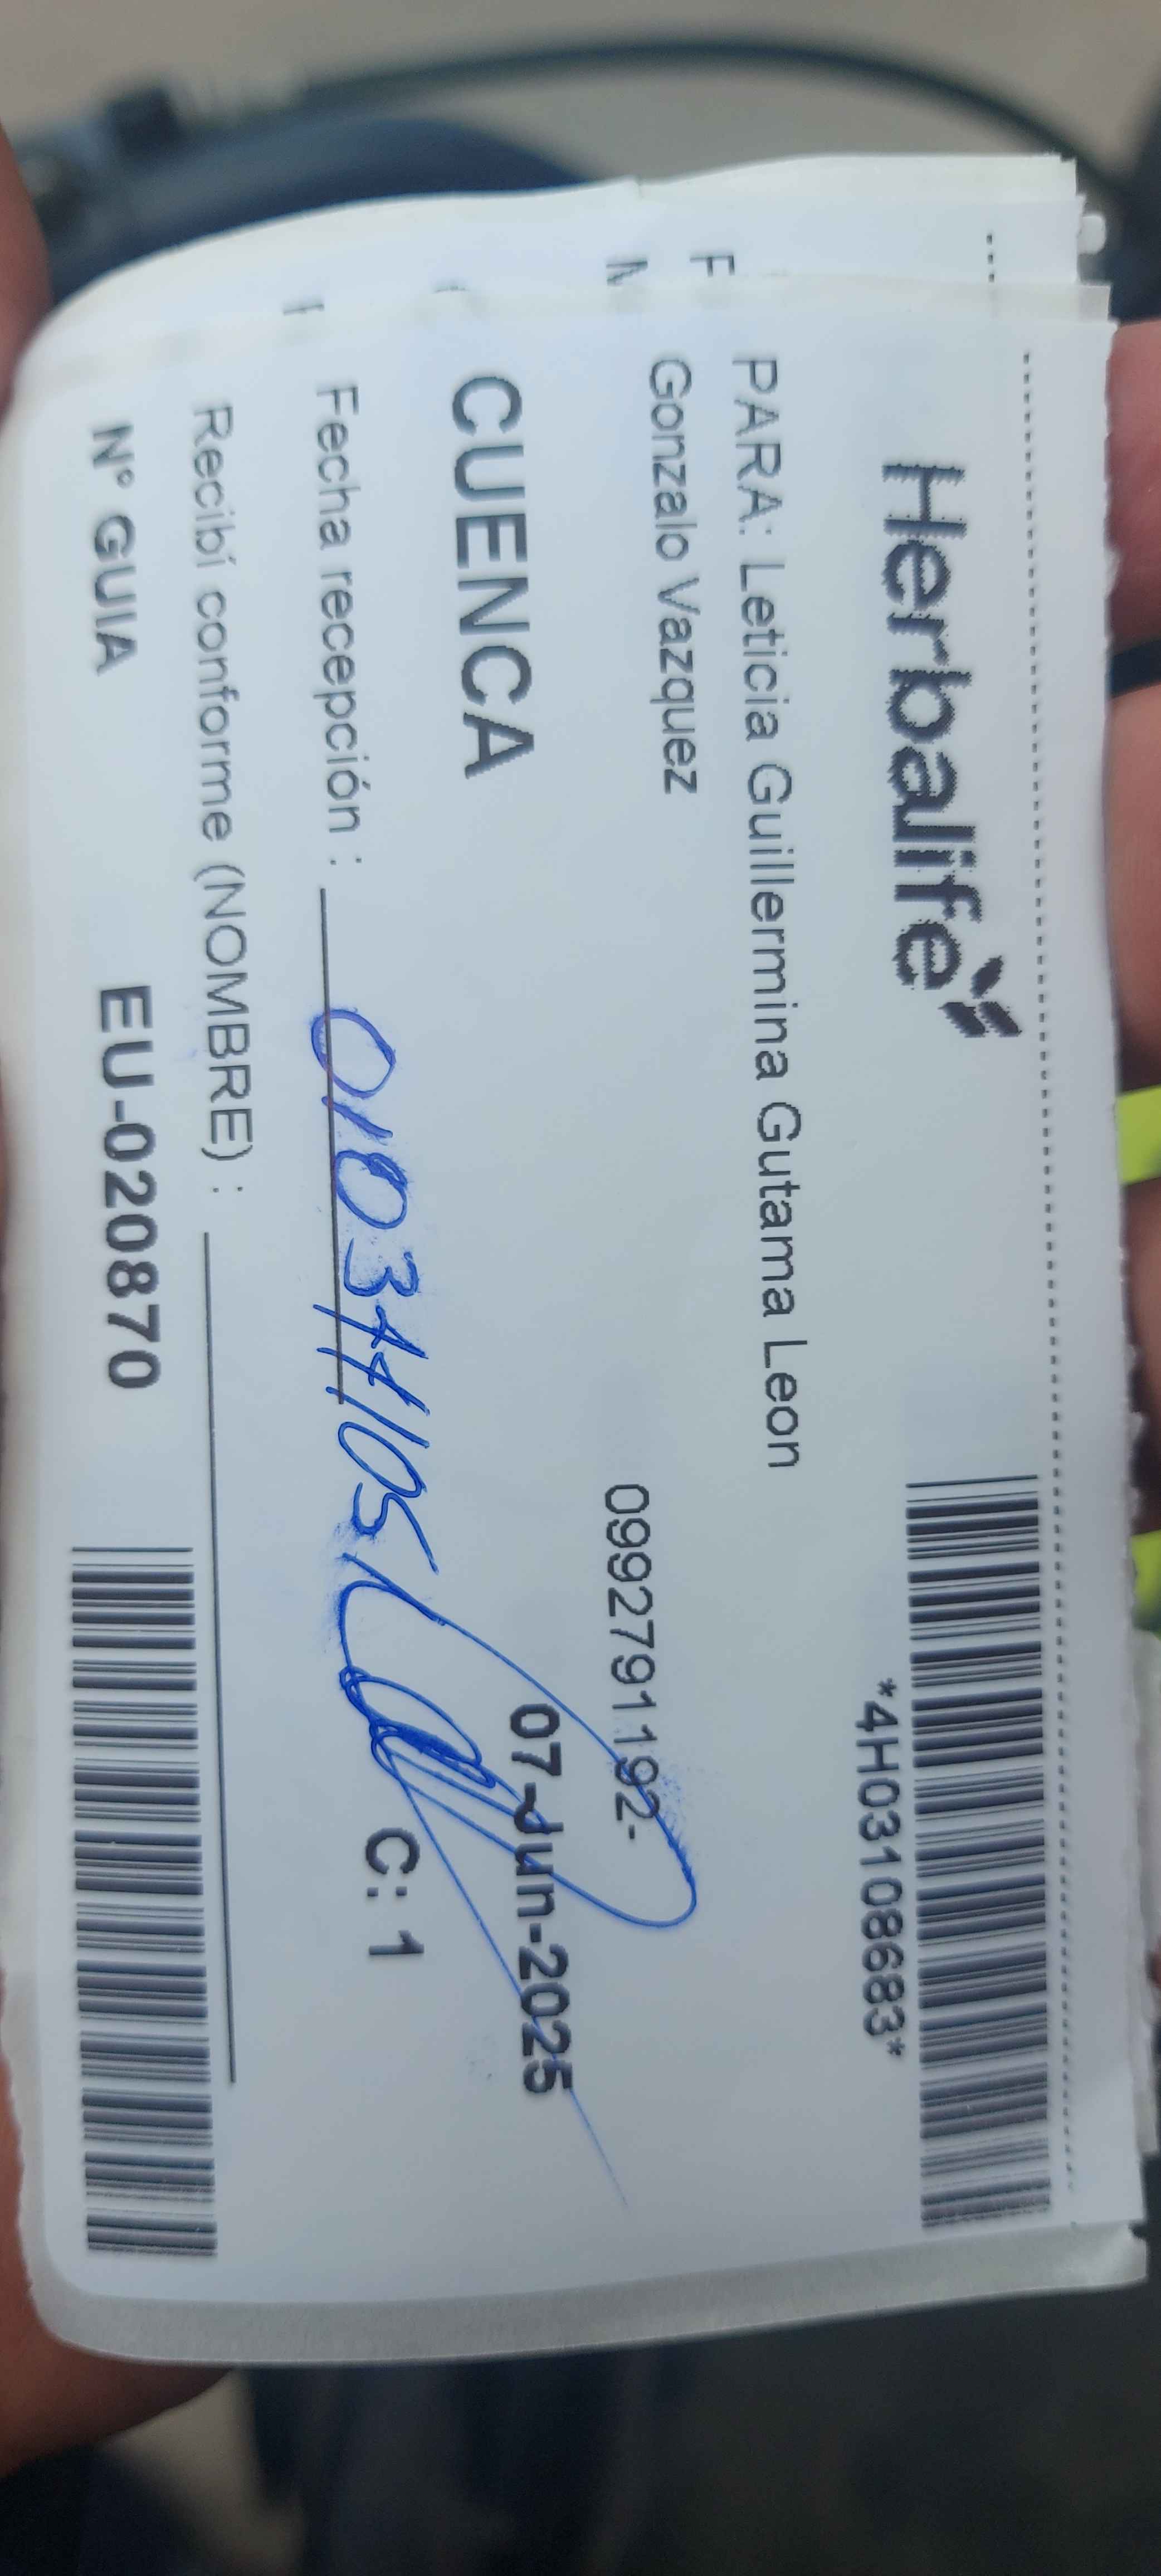 Herbalife
*4H03108683*
PARA: Leticia Guillermina Gutama Leon
Gonzalo Vazquez
0992791192-
CUENCA
07-Jun-2025
Fecha recepción :
C: 1
Recibí conforme (NOMBRE) :
N° GUIA EU-020870